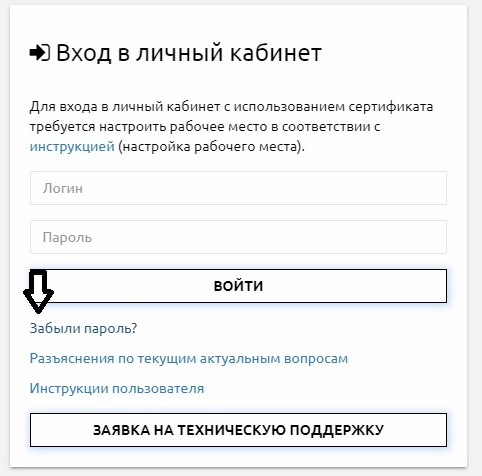 Вход в личный кабинет
Для входа в личный кабинет с использованием сертификата
требуется настроить рабочее место в соответствии с
инструкцией (настройка рабочего места).
Логин
Пароль
ВОЙТИ
Забыли пароль?
Разъяснения по текущим актуальным вопросам
Инструкции пользователя
ЗАЯВКА НА ТЕХНИЧЕСКУЮ ПОДДЕРЖКУ